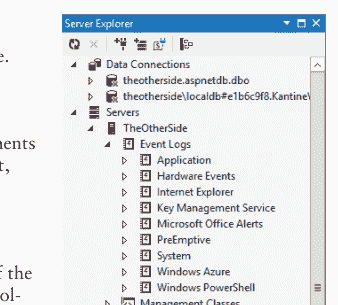 Server Explorer
e.
Data Connections
theotherside.aspnetdb.dbo
theotherside\localdb#e1b6c9f8.Kantine\
Servers
TheOtherSide
nents
Event Logs
t,
Application
Hardware Events
Internet Explorer
Key Management Service
Microsoft Office Alerts
PreEmptive
System
f the
Windows Azure
ol-
Windows PowerShell
Management Classes